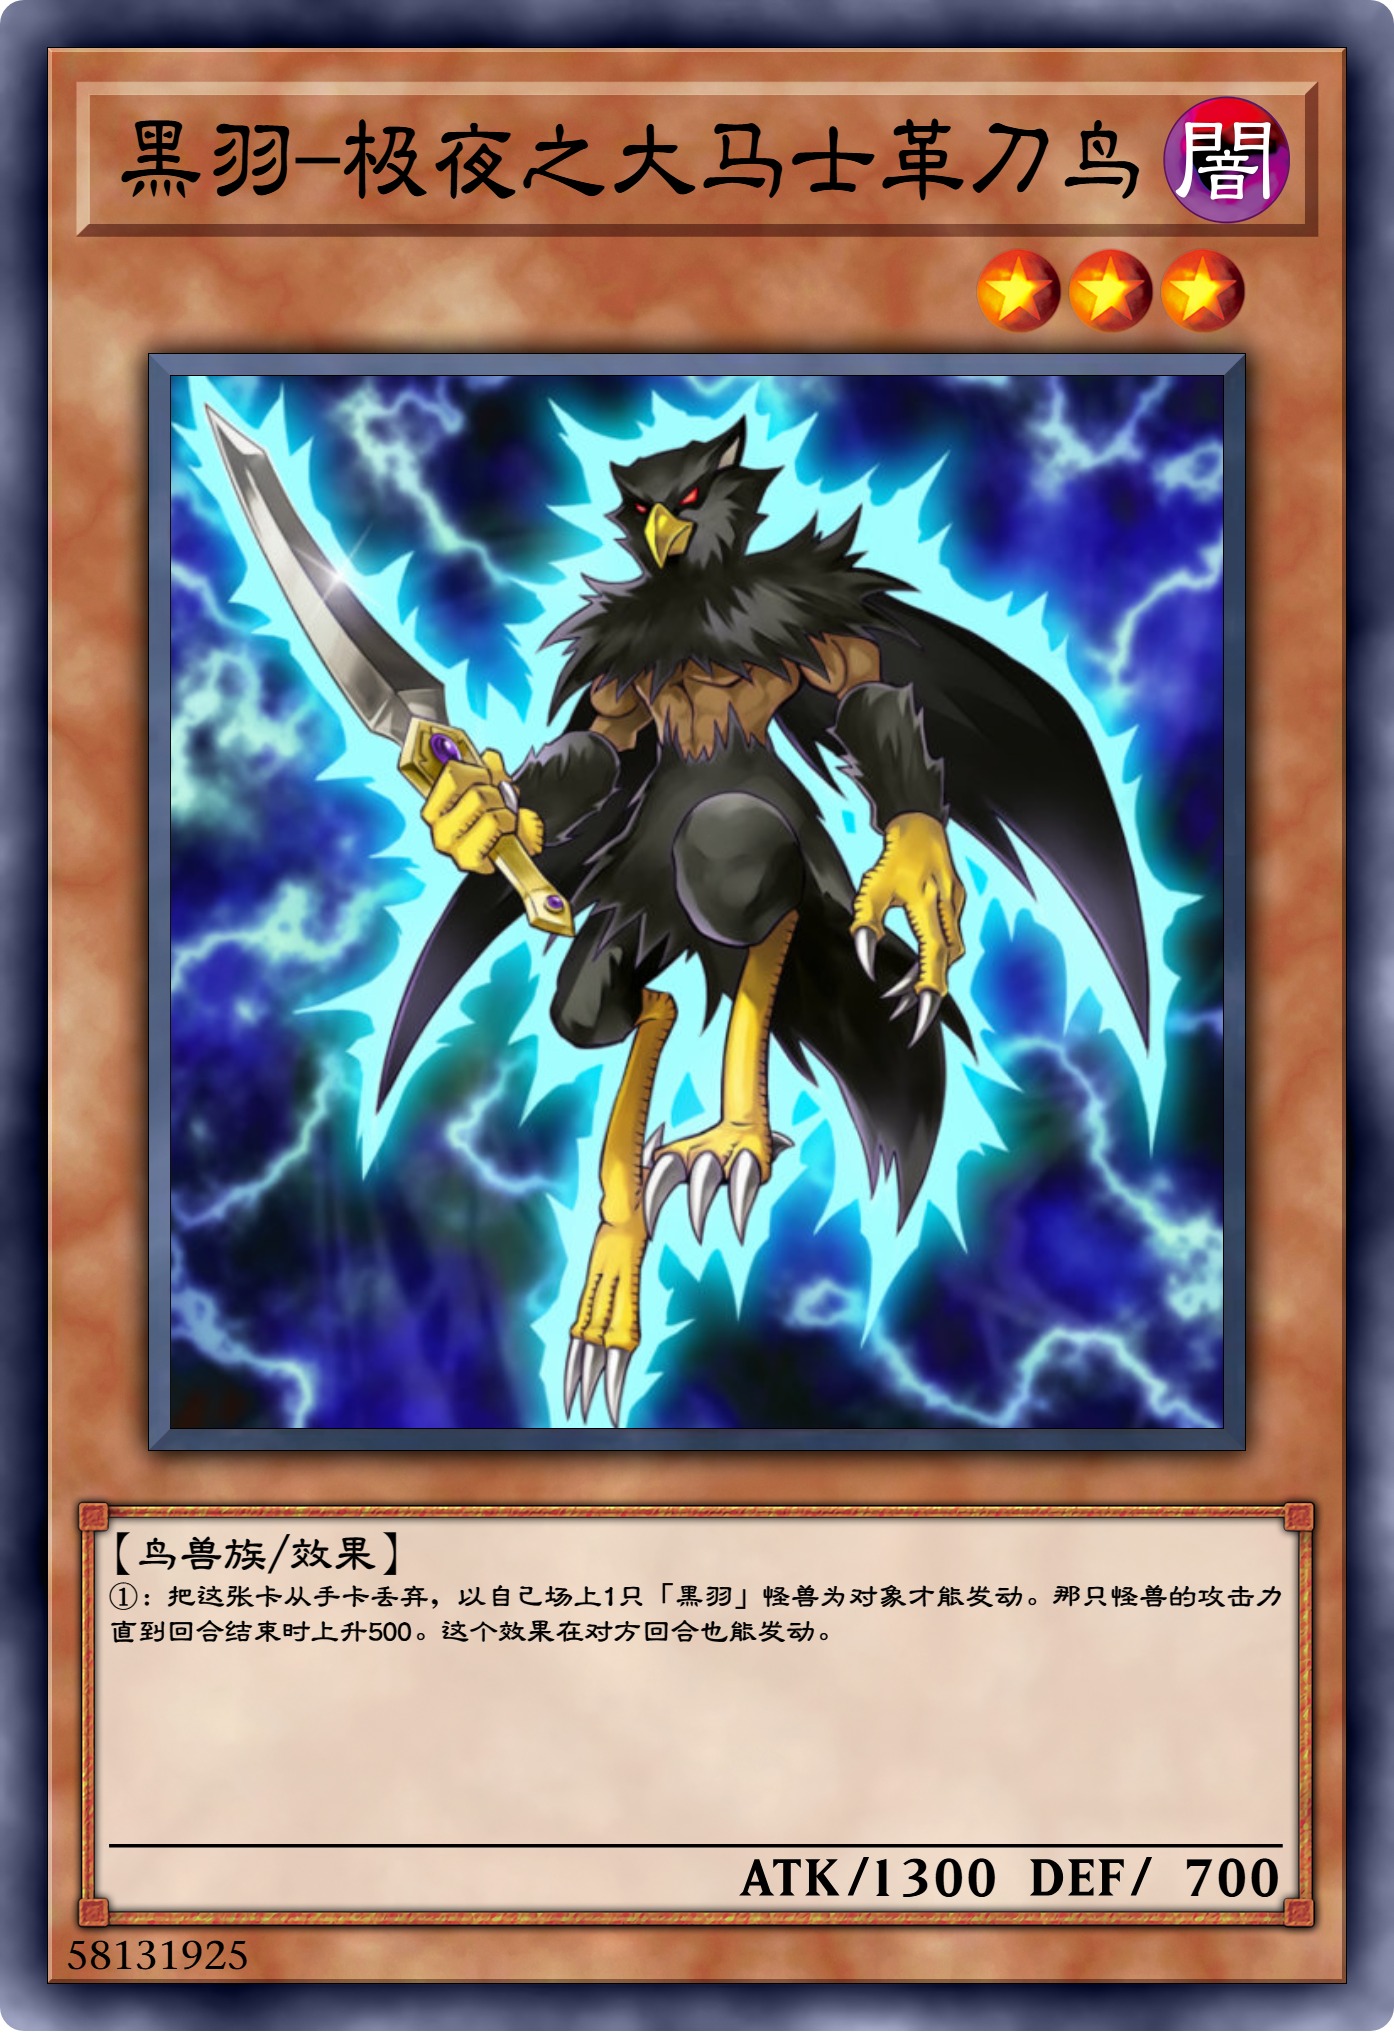 黑羽-极夜之大马士革刀鸟
闇
【鸟兽族/效果】
①：把这张卡从手卡丢弃，以自己场上1只「黑羽」怪兽为对象才能发动。那只怪兽的攻击力
直到回合结束时上升500。这个效果在对方回合也能发动。
ATK/1300 DEF/ 700
58131925